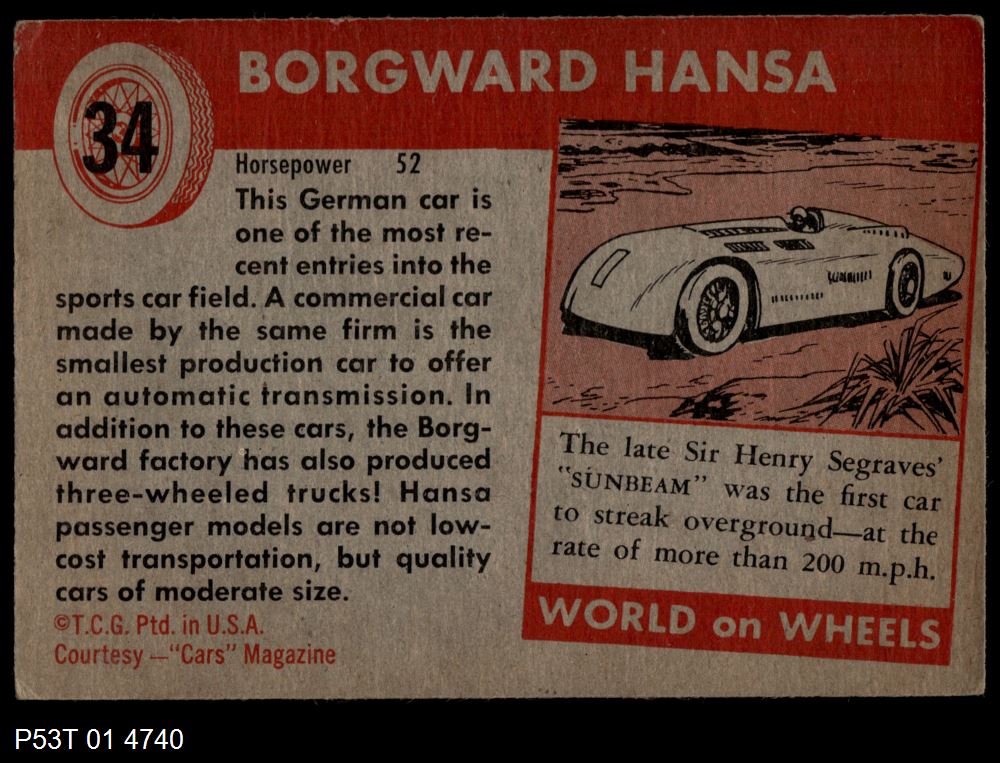 34
BORGWARD HANSA
Horsepower 52
This German car is
one of the most re-
cent entries into the
sports car field. A commercial car
made by the same firm is the
smallest production car to offer
an automatic transmission. In
addition to these cars, the Borg-
ward factory has also produced
three-wheeled trucks! Hansa
passenger models are not low-
cost transportation, but quality
cars of moderate size.
©T.C.G. Ptd. in U.S.A.
Courtesy—"Cars" Magazine
The late Sir Henry Segraves'
"SUNBEAM" was the first car
to streak overground—at the
rate of more than 200 m.p.h.
WORLD on WHEELS
P53T 01 4740